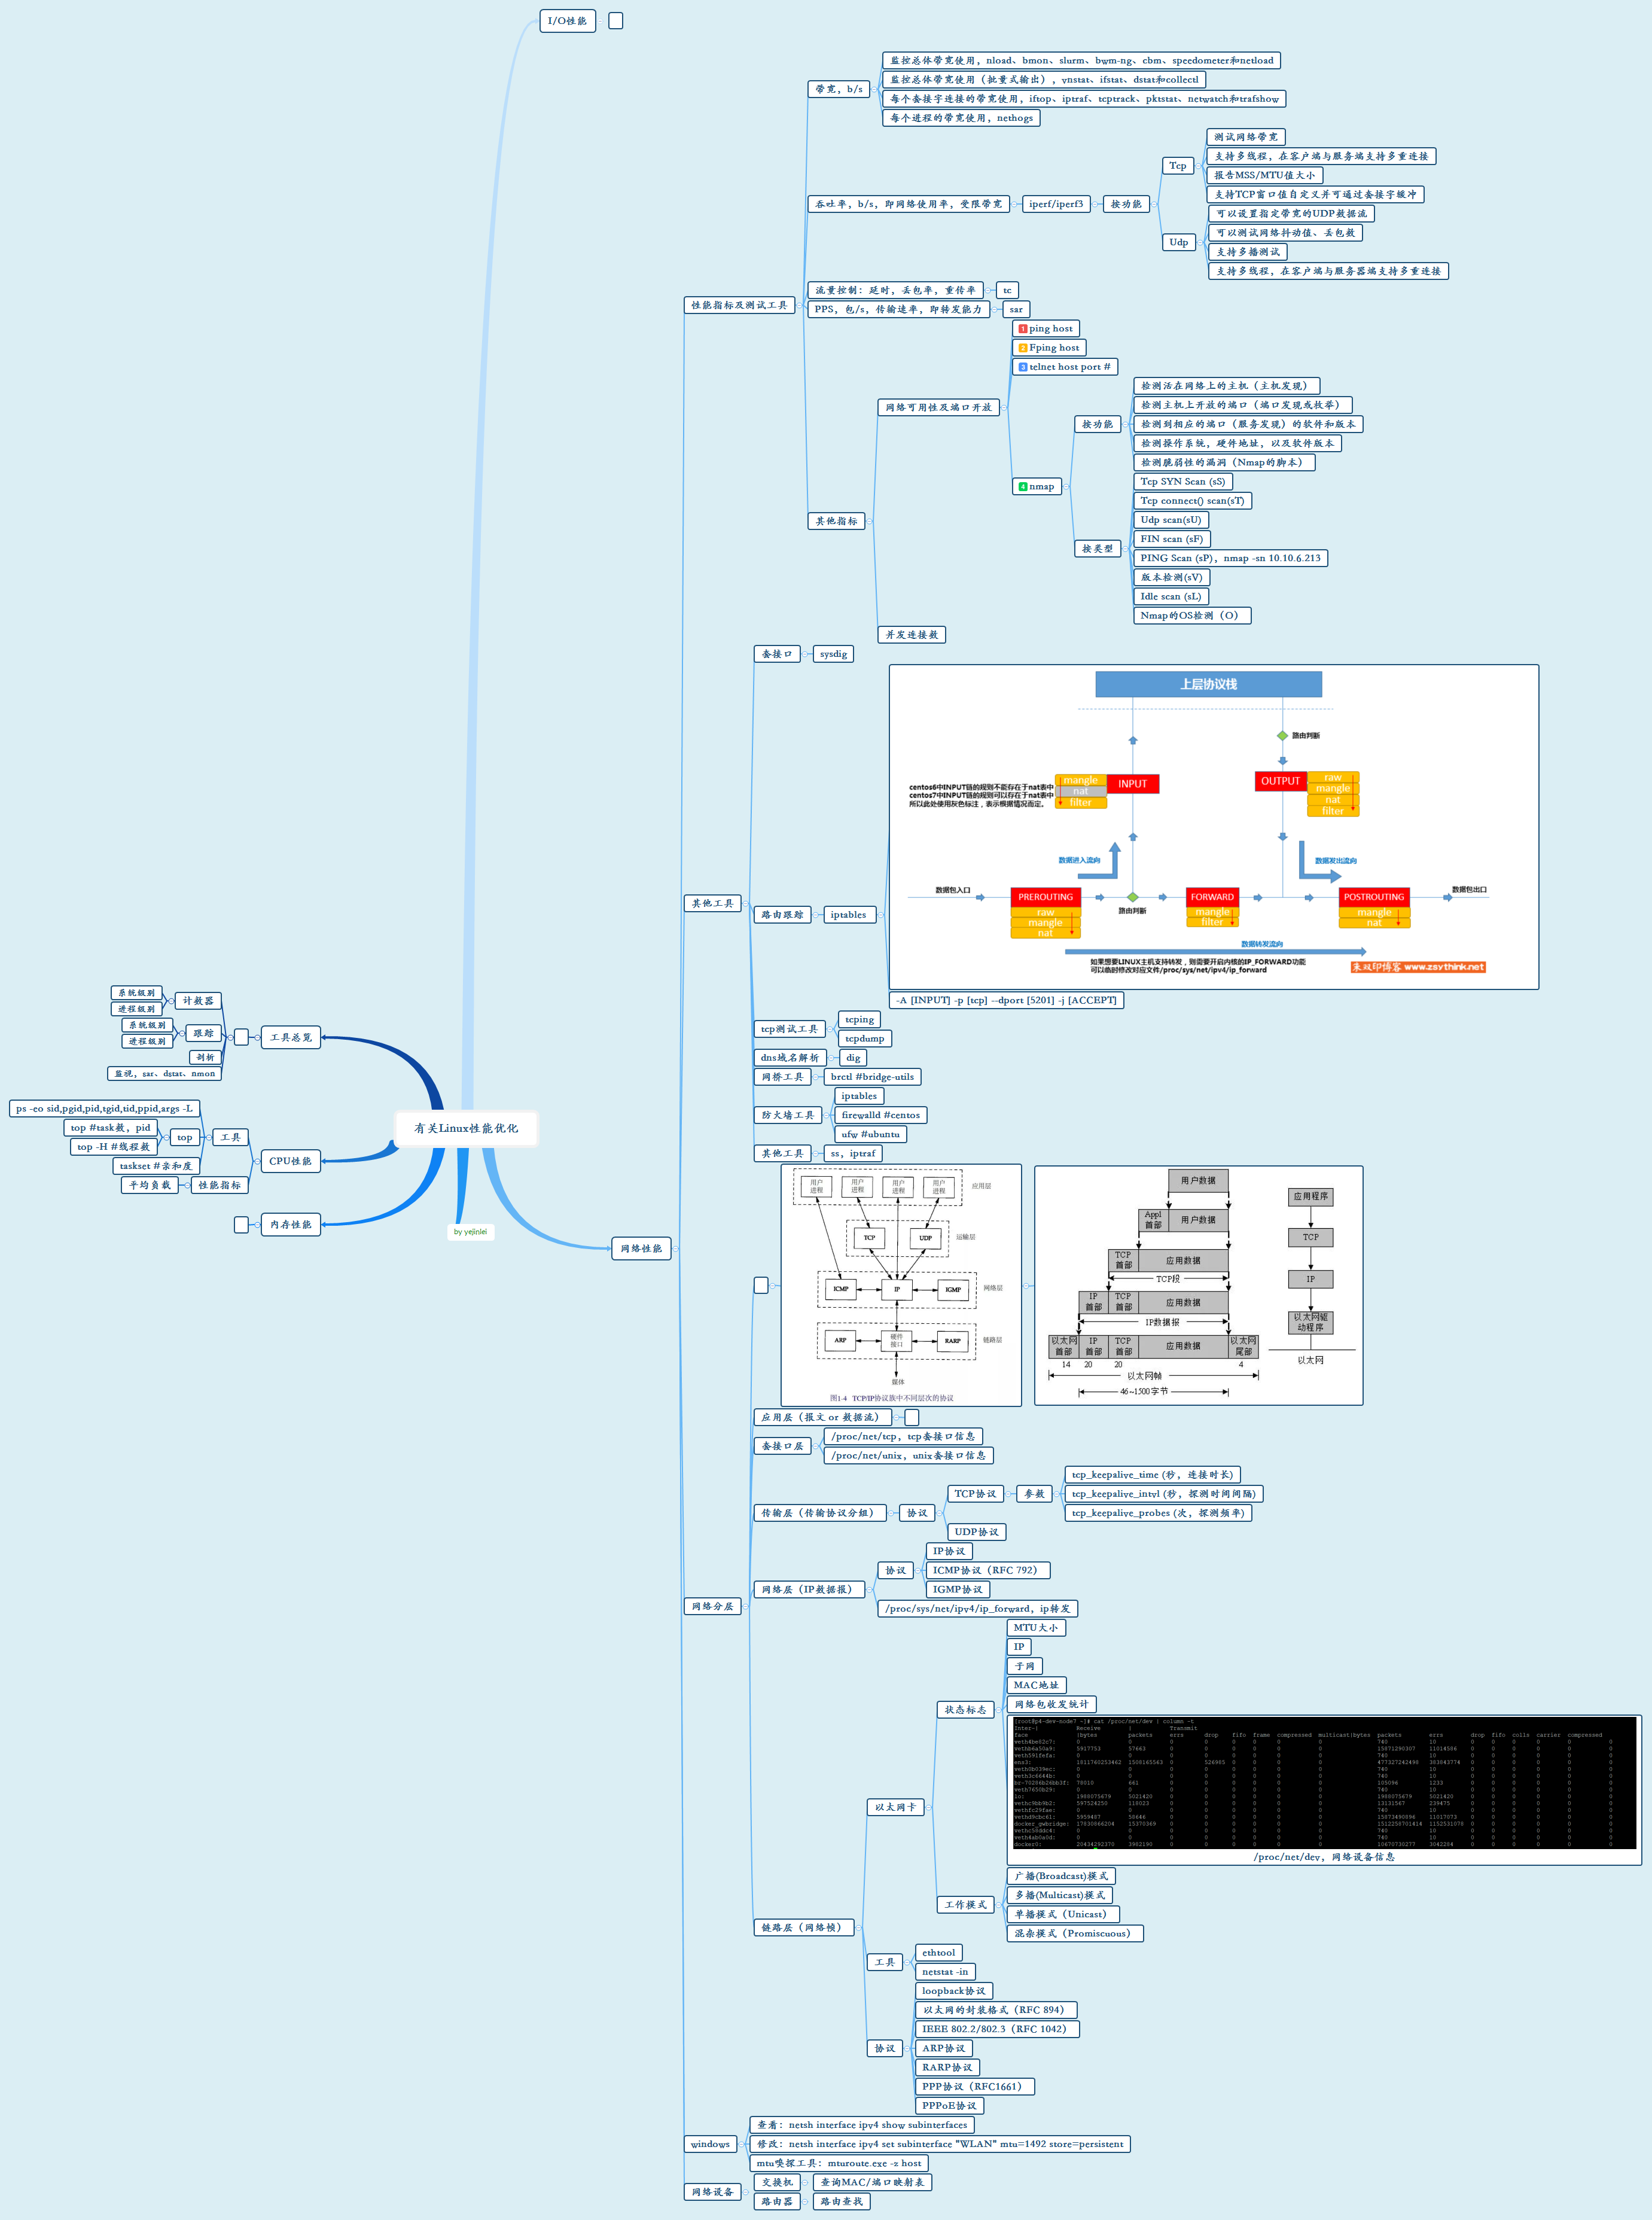 I/O性能
带宽，b/s
监控总体带宽使用，nload、bmon、slurm、bwm-ng、cbm、speedometer和netload
监控总体带宽使用（批量式输出），vnstat、ifstat、dstat和collectl
每个套接字连接的带宽使用，iftop、iptraf、tcptrack、pktstat、netwatch和trafshow
每个进程的带宽使用，nethogs
吞吐率，b/s，即网络使用率，受限带宽
iperf/iperf3
按功能
Tcp
测试网络带宽
支持多线程，在客户端与服务端支持多重连接
报告MSS/MTU值大小
支持TCP窗口值自定义并可通过套接字缓冲
Udp
可以设置指定带宽的UDP数据流
可以测试网络抖动值、丢包数
支持多播测试
支持多线程，在客户端与服务器端支持多重连接
性能指标及测试工具
流量控制：延时，丢包率，重传率
tc
PPS，包/s，传输速率，即转发能力
sar
其他指标
网络可用性及端口开放
1 ping host
2 Fping host
3 telnet host port #
4 nmap
按功能
检测活在网络上的主机（主机发现）
检测主机上开放的端口（端口发现或枚举）
检测到相应的端口（服务发现）的软件和版本
检测操作系统，硬件地址，以及软件版本
检测脆弱性的漏洞（Nmap的脚本）
按类型
Tcp SYN Scan (sS)
Tcp connect() scan(sT)
Udp scan(sU)
FIN scan (sF)
PING Scan (sP)，nmap -sn 10.10.6.213
版本检测(sV)
Idle scan (sL)
Nmap的OS检测（O）
并发连接数
其他工具
套接口
sysdig
路由跟踪
iptables
上层协议栈
路由判断
mangle
nat
filter
INPUT
OUTPUT
raw
mangle
nat
filter
centos6中INPUT链的规则不能存在于nat表中
centos7中INPUT链的规则可以存在于nat表中
所以此处使用灰色标注，表示根据情况而定。
数据进入流向
数据发出流向
数据包入口
PREROUTING
raw
mangle
nat
路由判断
FORWARD
mangle
filter
POSTROUTING
mangle
nat
数据包出口
数据转发流向
如果想要LINUX主机支持转发，则需要开启内核的IP_FORWARD功能
可以临时修改对应文件/proc/sys/net/ipv4/ip_forward
朱双印博客 www.zsythink.net
-A [INPUT] -p [tcp] --dport [5201] -j [ACCEPT]
tcp测试工具
tcping
tcpdump
dns域名解析
dig
网桥工具
brctl #bridge-utils
防火墙工具
iptables
firewalld #centos
ufw #ubuntu
其他工具
ss，iptraf
工具总览
计数器
系统级别
进程级别
跟踪
系统级别
进程级别
剖析
监视，sar、dstat、nmon
有关Linux性能优化
CPU性能
工具
ps -eo sid,pgid,pid,tgid,tid,ppid,args -L
top
top #task数，pid
top -H #线程数
taskset #亲和度
性能指标
平均负载
内存性能
by yejinlei
网络性能
用户
进程
用户
进程
用户
进程
用户
进程
应用层
TCP
UDP
运输层
ICMP
IP
IGMP
网络层
ARP
硬件
接口
RARP
链路层
媒体
图1-4 TCP/IP协议族中不同层次的协议
用户数据
Appl
首部
用户数据
TCP
首部
应用数据
TCP段
IP
首部
TCP
首部
应用数据
IP数据报
以太网
首部
IP
首部
TCP
首部
应用数据
以太网
尾部
14 20 20 4
以太网帧
46~1500字节
应用程序
TCP
IP
以太网驱
动程序
以太网
网络分层
应用层（报文 or 数据流）
套接口层
/proc/net/tcp，tcp套接口信息
/proc/net/unix，unix套接口信息
传输层（传输协议分组）
协议
TCP协议
参数
tcp_keepalive_time (秒，连接时长)
tcp_keepalive_intvl (秒，探测时间间隔)
tcp_keepalive_probes (次，探测频率)
UDP协议
网络层（IP数据报）
协议
IP协议
ICMP协议（RFC 792）
IGMP协议
/proc/sys/net/ipv4/ip_forward，ip转发
链路层（网络帧）
以太网卡
状态标志
MTU大小
IP
子网
MAC地址
网络包收发统计
[root@p4-dev-node7 ~]# cat /proc/net/dev | column -t
/proc/net/dev，网络设备信息
工作模式
广播(Broadcast)模式
多播(Multicast)模式
单播模式（Unicast）
混杂模式（Promiscuous）
工具
ethtool
netstat -in
协议
loopback协议
以太网的封装格式（RFC 894）
IEEE 802.2/802.3（RFC 1042）
ARP协议
RARP协议
PPP协议（RFC1661）
PPPoE协议
windows
查看：netsh interface ipv4 show subinterfaces
修改：netsh interface ipv4 set subinterface "WLAN" mtu=1492 store=persistent
mtu嗅探工具：mturoute.exe -z host
网络设备
交换机
查询MAC/端口映射表
路由器
路由查找